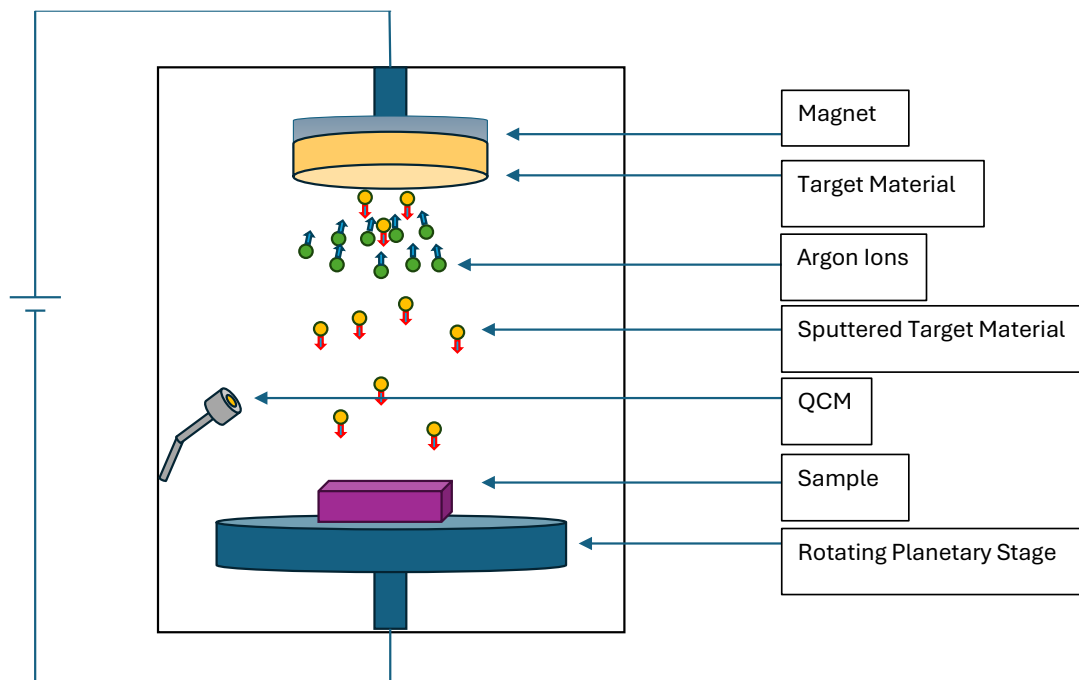 Magnet
Target Material
Argon Ions
Sputtered Target Material
QCM
Sample
Rotating Planetary Stage